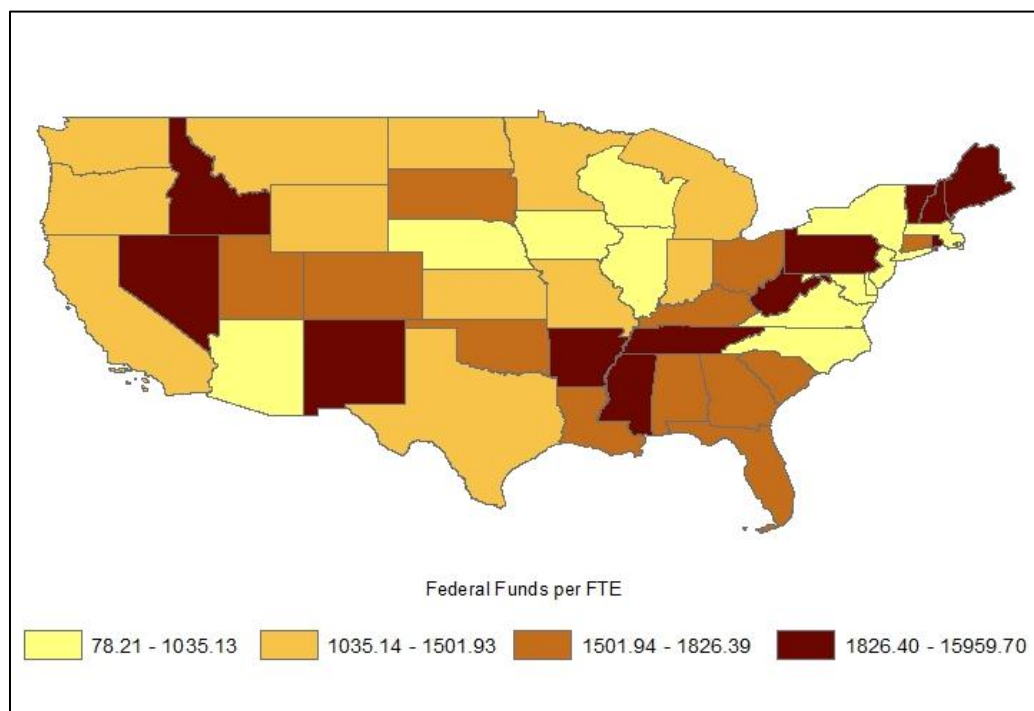 Federal Funds per FTE
78.21 - 1035.13 1035.14 - 1501.93 1501.94 - 1826.39 1826.40 - 15959.70